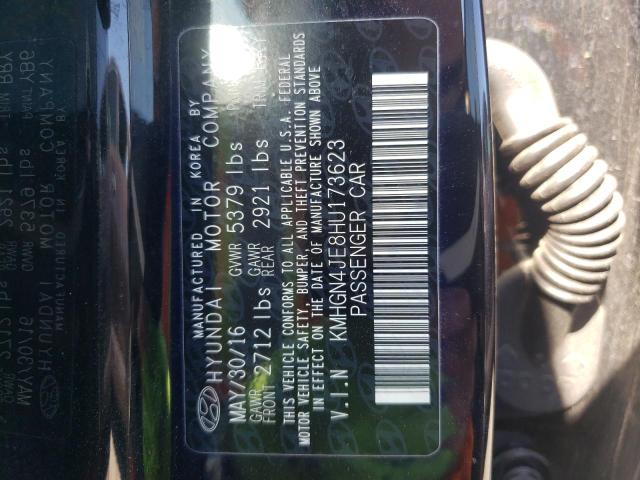 MANUFACTURED IN KOREA BY
HYUNDAI MOTOR COMPANY
MAY/30/16 GVWR 5379 lbs
GAWR FRONT 2712 lbs GAWR REAR 2921 lbs
THIS VEHICLE CONFORMS TO ALL APPLICABLE U.S.A. FEDERAL
MOTOR VEHICLE SAFETY, BUMPER, AND THEFT PREVENTION STANDARDS
IN EFFECT ON THE DATE OF MANUFACTURE SHOWN ABOVE
V.I.N KMHGN4JE8HU173623
PASSENGER CAR